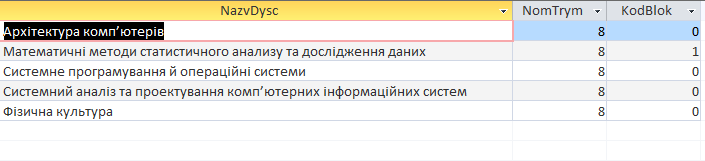 NazvDysc NomTrym KodBlok
Архітектура комп’ютерів 8 0
Математичні методи статистичного анализу та дослідження даних 8 1
Системне програмування й операційні системи 8 0
Системний аналіз та проектування комп’ютерних інформаційних систем 8 0
Фізична культура 8 0